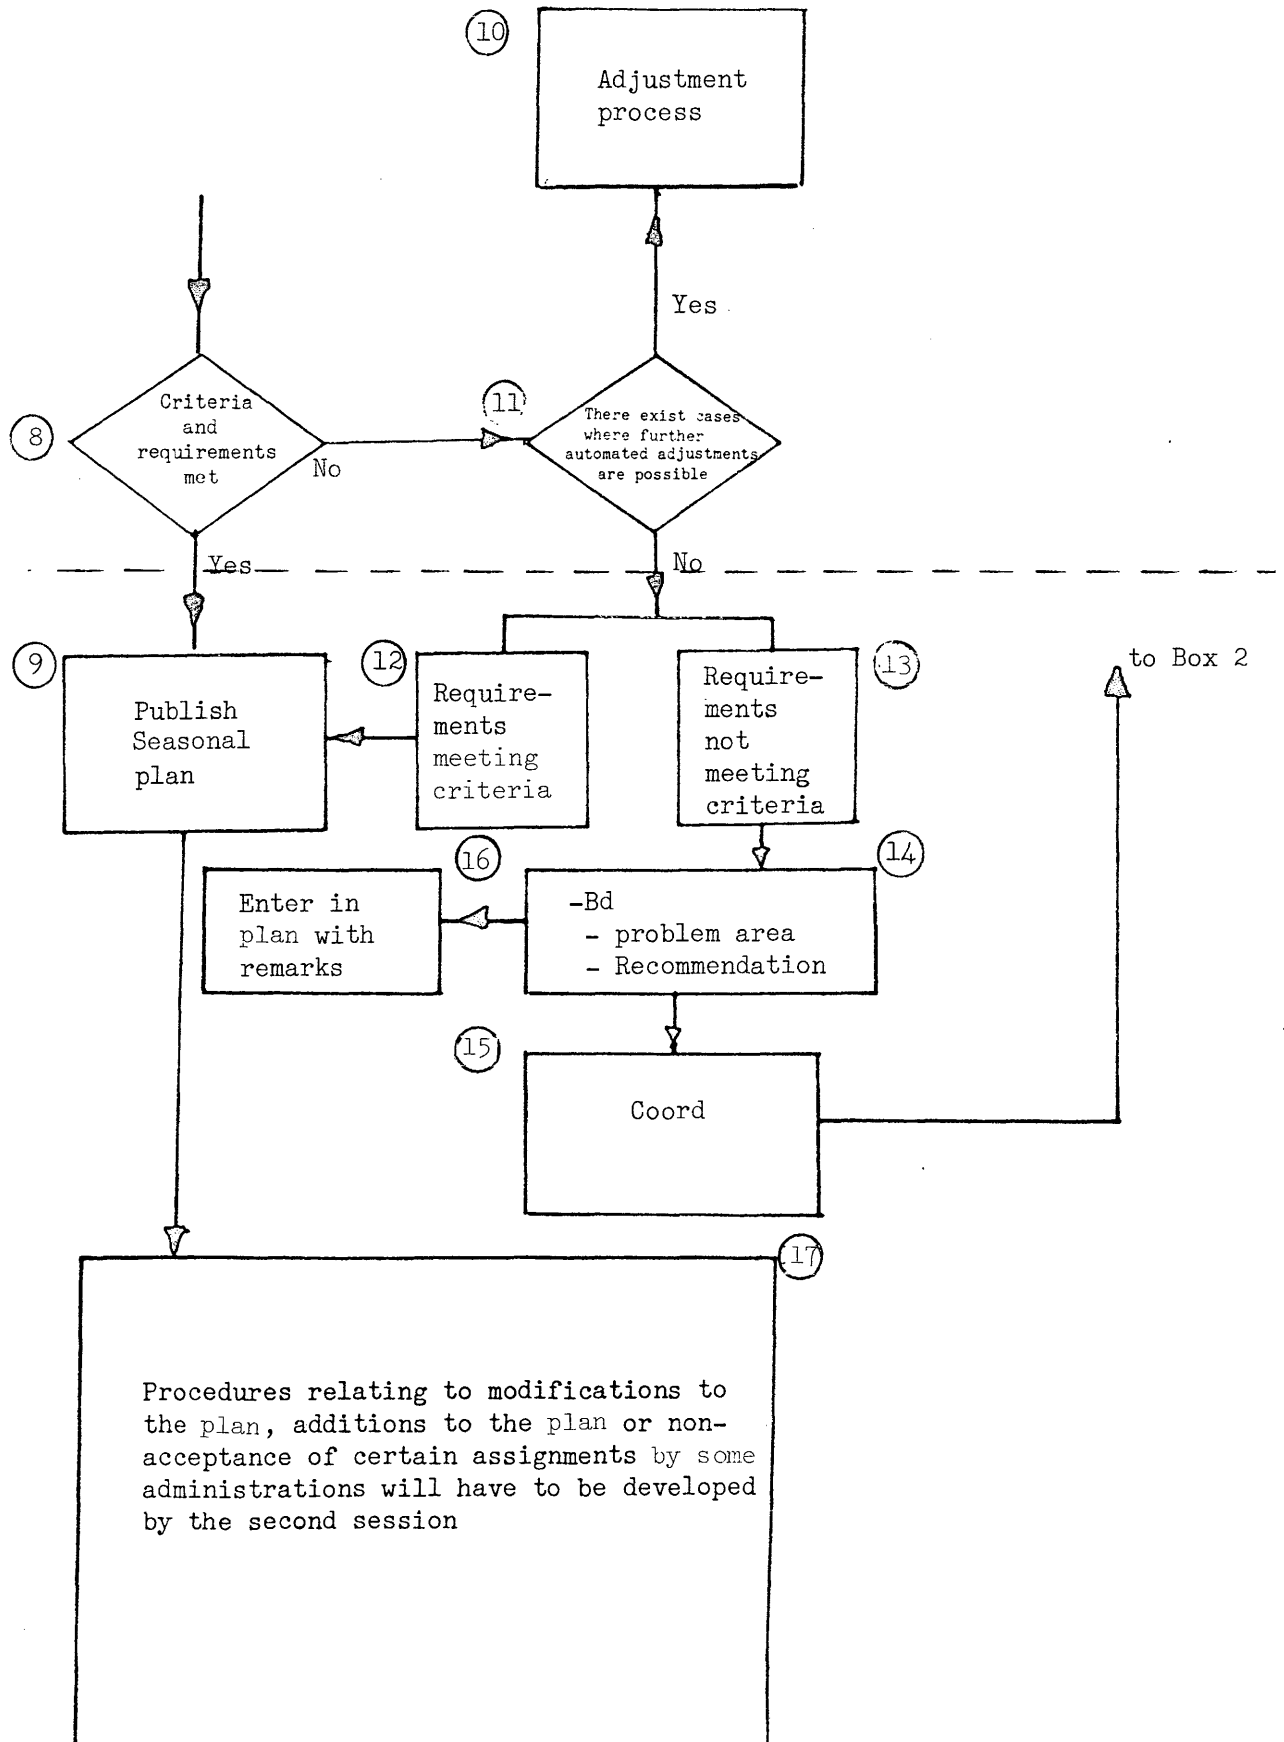 10
Adjustment
process
Yes
8
Criteria
and
requirements
met
No
11
There exist cases
where further
automated adjustments
are possible
Yes
No
9
Publish
Seasonal
plan
12
Require-
ments
meeting
criteria
13
Require-
ments
not
meeting
criteria
to Box 2
16
Enter in
plan with
remarks
14
-Bd
- problem area
- Recommendation
15
Coord
17
Procedures relating to modifications to
the plan, additions to the plan or non-
acceptance of certain assignments by some
administrations will have to be developed
by the second session